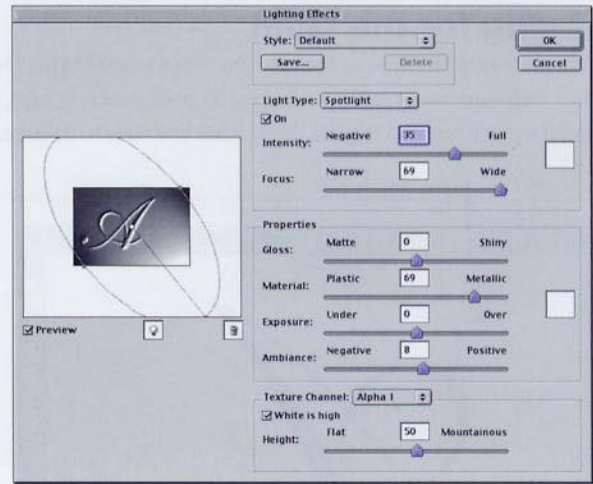 Lighting Effects
Style: Default
OK
Save...
Delete
Cancel
Light Type: Spotlight
On
Intensity:
Negative
35
Full
Focus:
Narrow
69
Wide
Properties
Gloss:
Matte
0
Shiny
Material:
Plastic
69
Metallic
Exposure:
Under
0
Over
Ambiance:
Negative
8
Positive
Preview
A
Texture Channel: Alpha 1
White is high
Height:
Flat
50
Mountainous